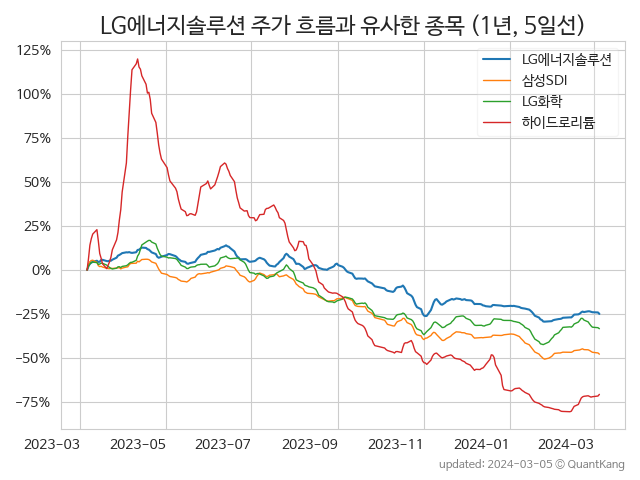 LG에너지솔루션 주가 흐름과 유사한 종목 (1년, 5일선)
LG에너지솔루션
삼성SDI
LG화학
하이드로리튬
125%
100%
75%
50%
25%
0%
−25%
−50%
−75%
2023-03 2023-05 2023-07 2023-09 2023-11 2024-01 2024-03
updated: 2024-03-05 © QuantKang